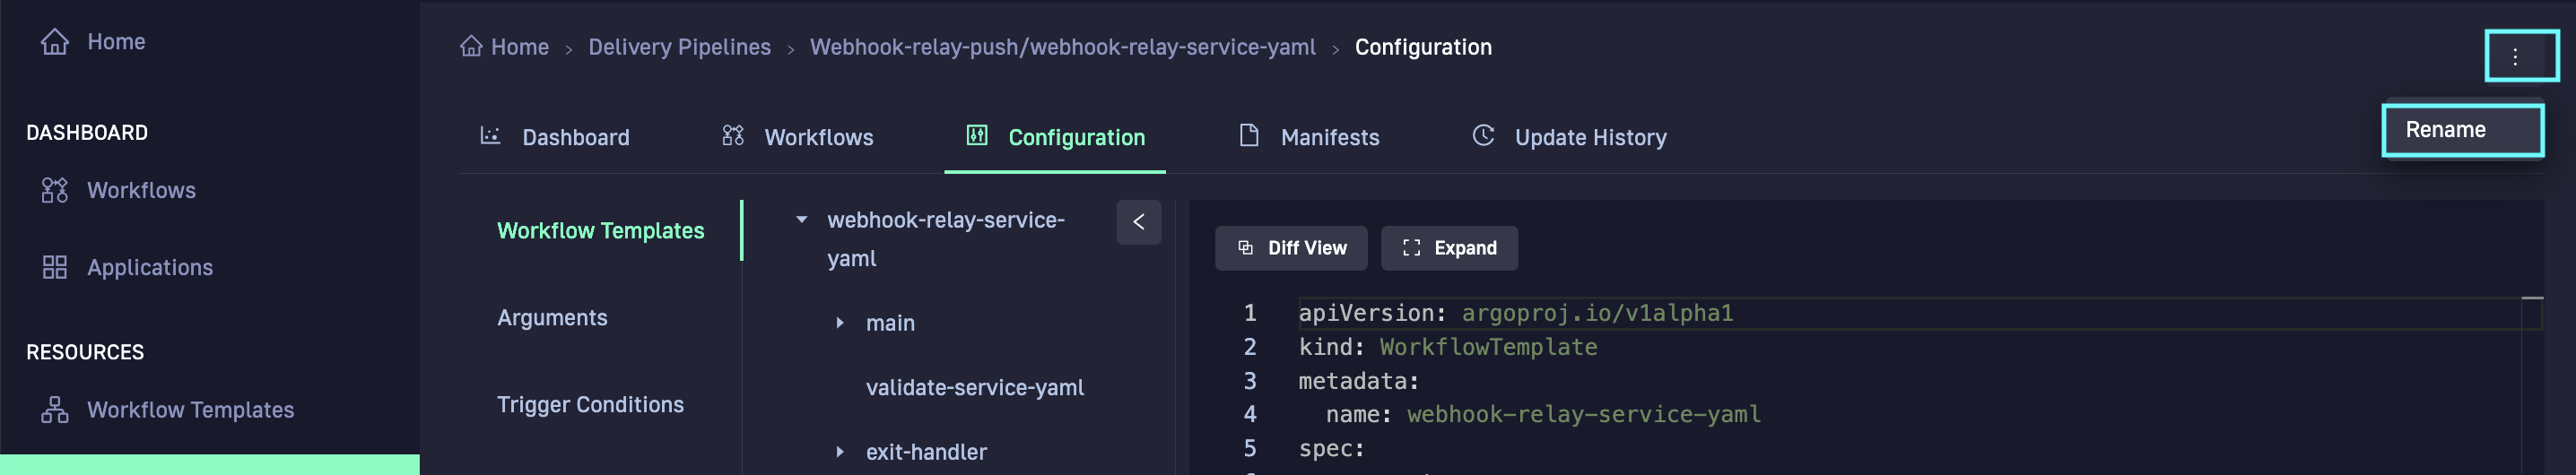 Home
DASHBOARD
Workflows
Applications
RESOURCES
Workflow Templates
Home > Delivery Pipelines > Webhook-relay-push/webhook-relay-service-yaml > Configuration
Rename
Dashboard
Workflows
Configuration
Manifests
Update History
Workflow Templates
Arguments
Trigger Conditions
webhook-relay-service-
yaml
main
validate-service-yaml
exit-handler
Diff View
Expand
1 apiVersion: argoproj.io/v1alpha1
2 kind: WorkflowTemplate
3 metadata:
4 name: webhook-relay-service-yaml
5 spec: